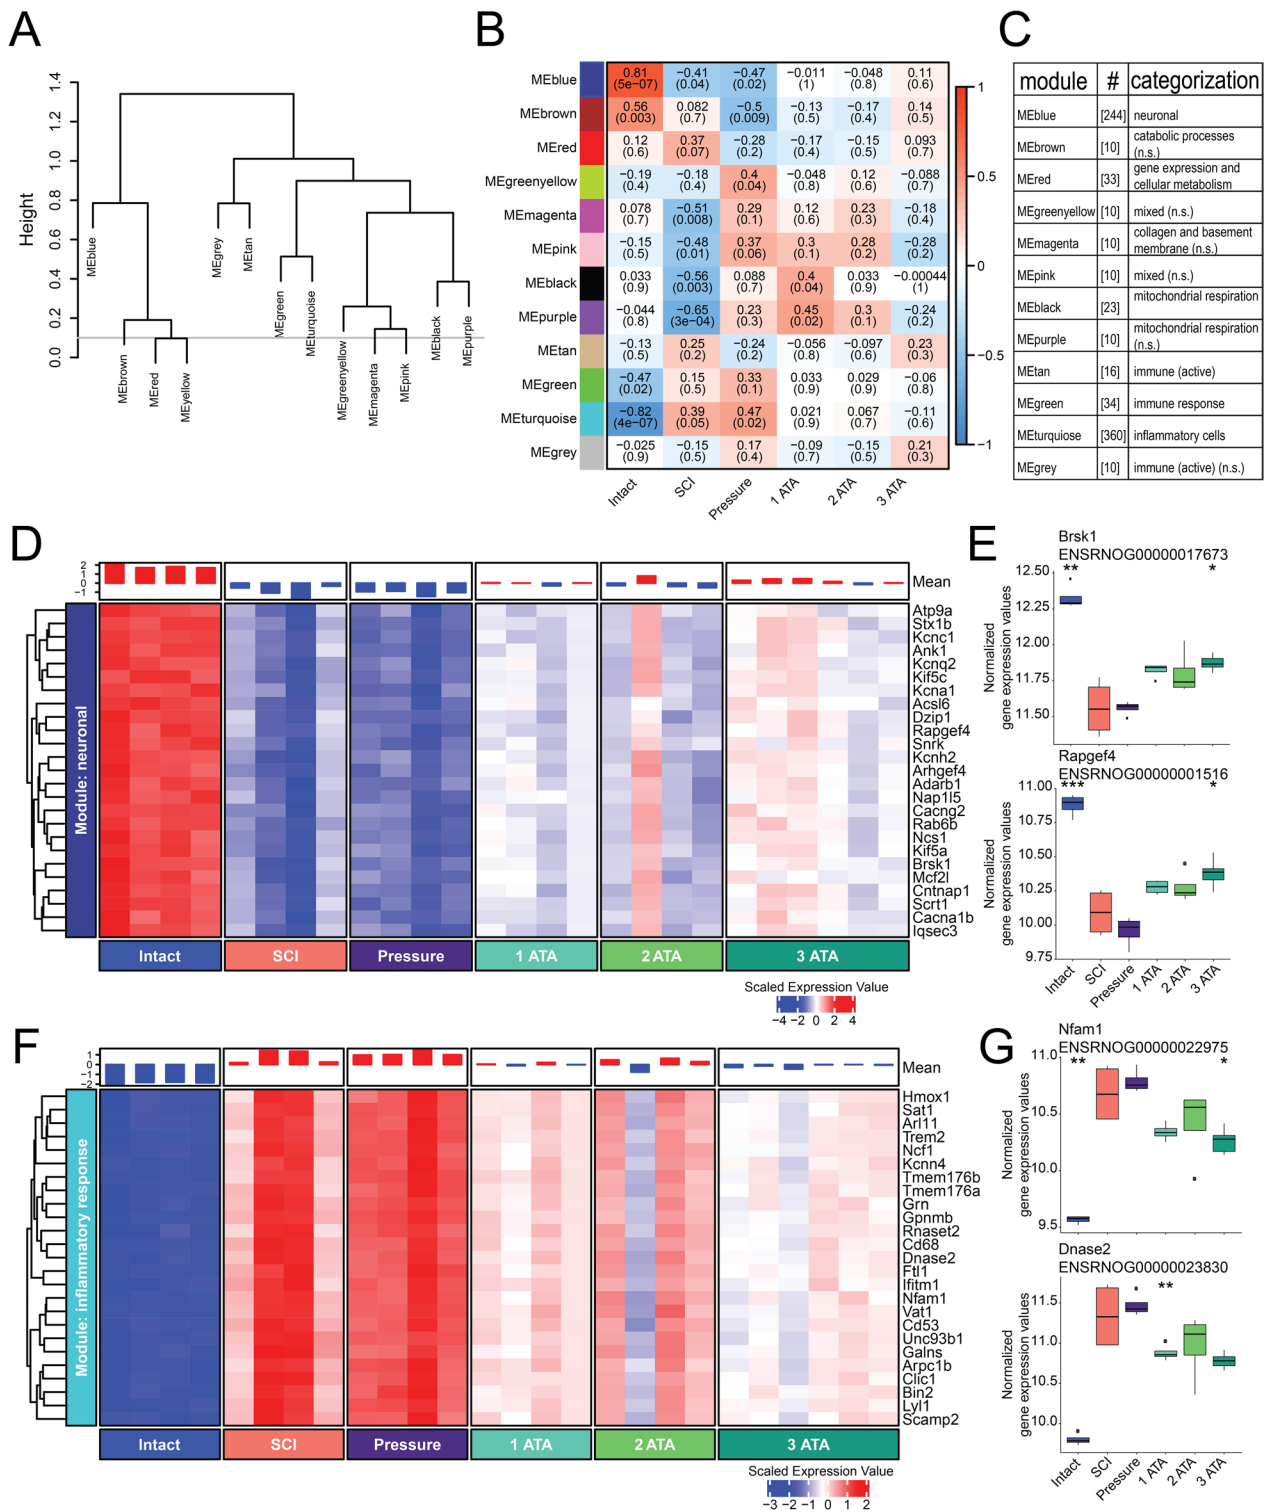 A
Height
1.4
1.2
1.0
0.8
0.6
0.4
0.2
0.0
MEblue
MEbrown
MEred
MEyellow
MEgrey
MEtan
MEgreen
MEturquoise
MEgreenyellow
MEmagenta
MEpink
MEblack
MEpurple
B
MEblue 0.81 (5e−07) −0.41 (0.04) −0.47 (0.02) −0.011 (1) −0.048 (0.8) 0.11 (0.6)
MEbrown 0.56 (0.003) 0.082 (0.7) −0.5 (0.009) −0.13 (0.5) −0.17 (0.4) 0.14 (0.5)
MEred 0.12 (0.6) 0.37 (0.07) −0.28 (0.2) −0.17 (0.4) −0.15 (0.5) 0.093 (0.7)
MEgreenyellow −0.19 (0.4) −0.18 (0.4) 0.4 (0.04) −0.048 (0.8) 0.12 (0.6) −0.088 (0.7)
MEmagenta 0.078 (0.7) −0.51 (0.008) 0.29 (0.1) 0.12 (0.6) 0.23 (0.3) −0.18 (0.4)
MEpink −0.15 (0.5) −0.48 (0.01) 0.37 (0.06) 0.3 (0.1) 0.28 (0.2) −0.28 (0.2)
MEblack 0.033 (0.9) −0.56 (0.003) 0.088 (0.7) 0.4 (0.04) 0.033 (0.9) −0.00044 (1)
MEpurple −0.044 (0.8) −0.65 (3e−04) 0.23 (0.3) 0.45 (0.02) 0.3 (0.1) −0.24 (0.2)
MEtan −0.13 (0.5) 0.25 (0.2) −0.24 (0.2) −0.056 (0.8) −0.097 (0.6) 0.23 (0.3)
MEgreen −0.47 (0.02) 0.15 (0.5) 0.33 (0.1) 0.033 (0.9) 0.029 (0.9) −0.06 (0.8)
MEturquoise −0.82 (4e−07) 0.39 (0.05) 0.47 (0.02) 0.021 (0.9) 0.067 (0.7) −0.11 (0.6)
MEgrey −0.025 (0.9) −0.15 (0.5) 0.17 (0.4) −0.09 (0.7) −0.15 (0.5) 0.21 (0.3)
Intact SCI Pressure 1 ATA 2 ATA 3 ATA
1
0.5
0
−0.5
−1
C
module # categorization
MEblue [244] neuronal
MEbrown [10] catabolic processes (n.s.)
MEred [33] gene expression and cellular metabolism
MEgreenyellow [10] mixed (n.s.)
MEmagenta [10] collagen and basement membrane (n.s.)
MEpink [10] mixed (n.s.)
MEblack [23] mitochondrial respiration
MEpurple [10] mitochondrial respiration (n.s.)
MEtan [16] immune (active)
MEgreen [34] immune response
MEturquiose [360] inflammatory cells
MEgrey [10] immune (active) (n.s.)
D
2
1
0
−1
Mean
Module: neuronal
Atp9a
Stx1b
Kcnc1
Ank1
Kcnq2
Kif5c
Kcna1
Acsl6
Dzip1
Rapgef4
Snrk
Kcnh2
Arhgef4
Adarb1
Nap1l5
Cacng2
Rab6b
Ncs1
Kif5a
Brsk1
Mcf2l
Cntnap1
Scrt1
Cacna1b
Iqsec3
Intact SCI Pressure 1 ATA 2 ATA 3 ATA
Scaled Expression Value
−4 −2 0 2 4
E
Brsk1
ENSRNOG00000017673
** *
Normalized
gene expression values
12.50
12.25
12.00
11.75
11.50
Rapgef4
ENSRNOG00000001516
*** *
Normalized
gene expression values
11.00
10.75
10.50
10.25
10.00
9.75
Intact SCI Pressure 1 ATA 2 ATA 3 ATA
F
1
0
−1
−2
Mean
Module: inflammatory response
Hmox1
Sat1
Arl11
Trem2
Ncf1
Kcnn4
Tmem176b
Tmem176a
Grn
Gpnmb
Rnaset2
Cd68
Dnase2
Ftl1
Ifitm1
Nfam1
Vat1
Cd53
Unc93b1
Galns
Arpc1b
Clic1
Bin2
Lyl1
Scamp2
Intact SCI Pressure 1 ATA 2 ATA 3 ATA
Scaled Expression Value
−3 −2 −1 0 1 2
G
Nfam1
ENSRNOG00000022975
** *
Normalized
gene expression values
11.0
10.5
10.0
9.5
Dnase2
ENSRNOG00000023830
**
Normalized
gene expression values
11.5
11.0
10.5
10.0
Intact SCI Pressure 1 ATA 2 ATA 3 ATA